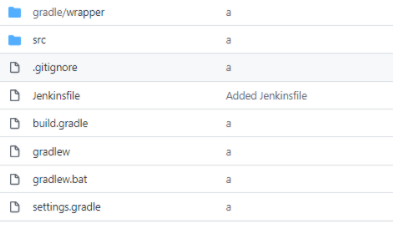 gradle/wrapper a
src a
.gitignore a
Jenkinsfile Added Jenkinsfile
build.gradle a
gradlew a
gradlew.bat a
settings.gradle a